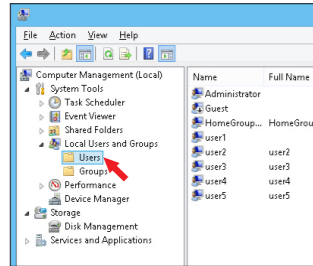 File Action View Help
Computer Management (Local)
System Tools
Task Scheduler
Event Viewer
Shared Folders
Local Users and Groups
Users
Groups
Performance
Device Manager
Storage
Disk Management
Services and Applications
Name Full Name
Administrator
Guest
HomeGroup... HomeGrou
user1
user2 user2
user3 user3
user4 user4
user5 user5